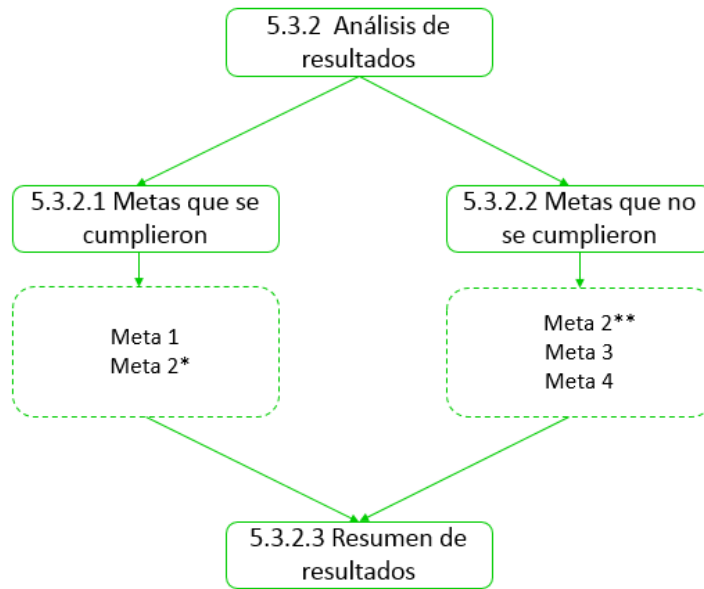 5.3.2 Análisis de
resultados
5.3.2.1 Metas que se
cumplieron
5.3.2.2 Metas que no
se cumplieron
Meta 1
Meta 2*
Meta 2**
Meta 3
Meta 4
5.3.2.3 Resumen de
resultados